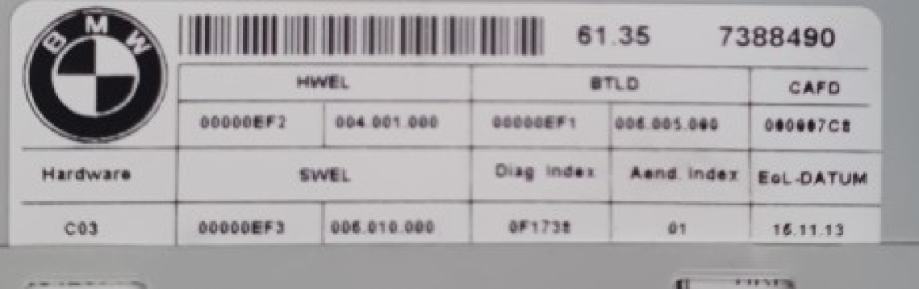 BMW
61.35 7388490
HWEL BTLD CAFD
00000EF2 004.001.000 00000EF1
Hardware SWEL Diag Index Aend. Index EoL-DATUM
C03 00000EF3 006.010.000 0F1738 01 15.11.13